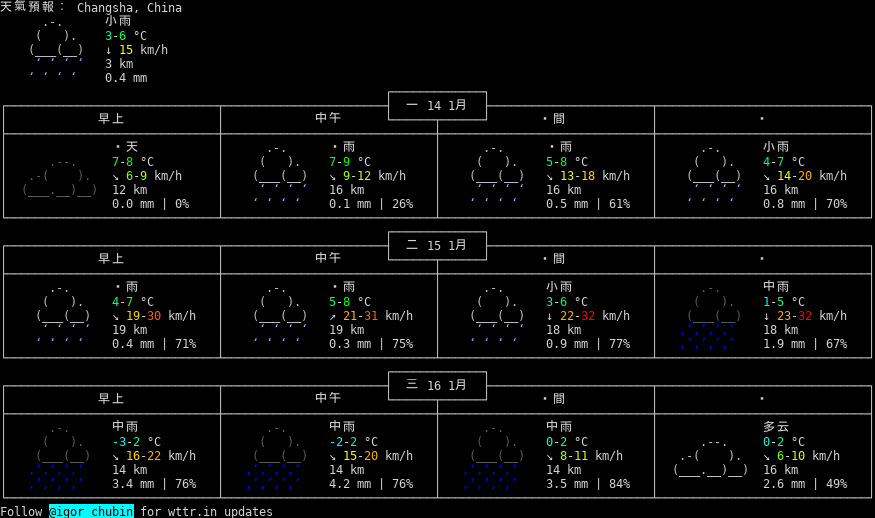 天氣預報： Changsha, China
小雨
3-6 °C
↓ 15 km/h
3 km
0.4 mm
一 14 1月
早上 中午 ・間 ・
・天 ・雨 ・雨 小雨
7-8 °C 7-9 °C 5-8 °C 4-7 °C
↘ 6-9 km/h ↘ 9-12 km/h ↘ 13-18 km/h ↘ 14-20 km/h
12 km 16 km 16 km 16 km
0.0 mm | 0% 0.1 mm | 26% 0.5 mm | 61% 0.8 mm | 70%
二 15 1月
早上 中午 ・間 ・
・雨 ・雨 小雨 中雨
4-7 °C 5-8 °C 3-6 °C 1-5 °C
↘ 19-30 km/h ↗ 21-31 km/h ↓ 22-32 km/h ↓ 23-32 km/h
19 km 19 km 18 km 18 km
0.4 mm | 71% 0.3 mm | 75% 0.9 mm | 77% 1.9 mm | 67%
三 16 1月
早上 中午 ・間 ・
中雨 中雨 中雨 多云
-3-2 °C -2-2 °C 0-2 °C 0-2 °C
↘ 16-22 km/h ↘ 15-20 km/h ↘ 8-11 km/h ↘ 6-10 km/h
14 km 14 km 14 km 16 km
3.4 mm | 76% 4.2 mm | 76% 3.5 mm | 84% 2.6 mm | 49%
Follow @igor_chubin for wttr.in updates